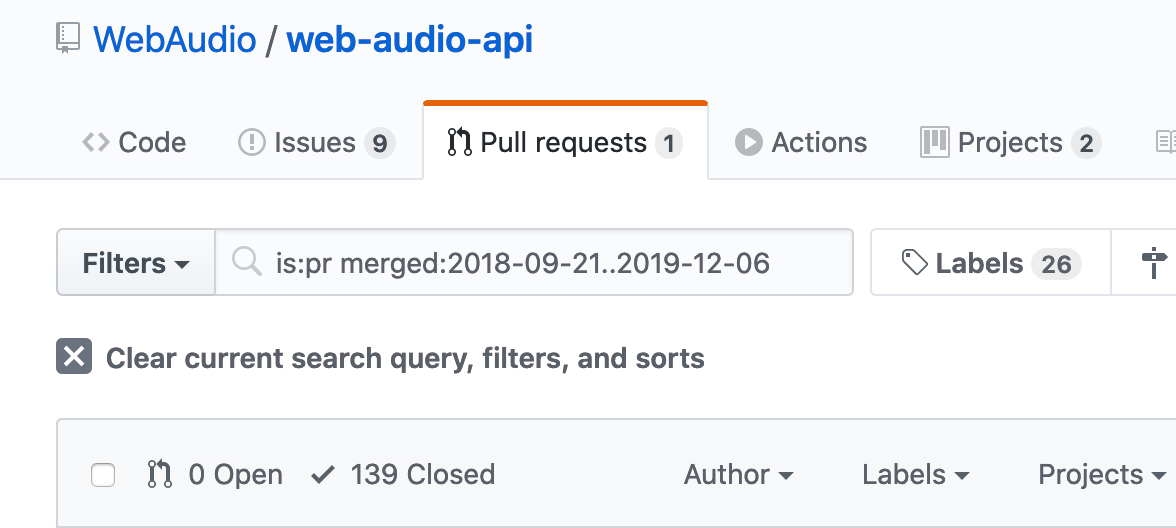 WebAudio / web-audio-api
Code Issues 9 Pull requests 1 Actions Projects 2
Filters is:pr merged:2018-09-21..2019-12-06 Labels 26
Clear current search query, filters, and sorts
0 Open 139 Closed Author Labels Projects